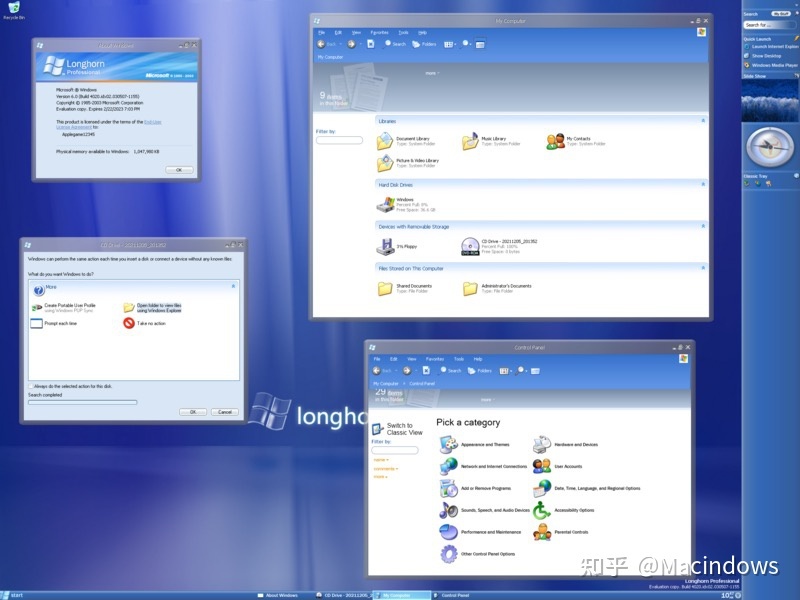 Recycle Bin
About Windows
Longhorn
Professional
Microsoft © 1985-2003
Microsoft ® Windows
Version 6.0 (Build 4020.xbv02.030507-1155)
Copyright © 1985-2003 Microsoft Corporation
Evaluation copy. Expires 2/22/2023 7:03 PM
This product is licensed under the terms of the End-User
License Agreement to:
Applegame12345
Physical memory available to Windows: 1,047,980 KB
OK
My Computer
File Edit View Favorites Tools Help
Back Search Folders
My Computer
more
9 items
in this folder
Filter by:
Libraries
Document Library
Type: System Folder
Music Library
Type: System Folder
My Contacts
Type: System Folder
Picture & Video Library
Type: System Folder
Hard Disk Drives
Windows
Percent Full: 8%
Free Space: 36.6 GB
Devices with Removable Storage
3½ Floppy
CD Drive - 20211205_201352
Percent Full: 100%
Free Space: 0 bytes
Files Stored on This Computer
Shared Documents
Type: File Folder
Administrator's Documents
Type: File Folder
Search
Search for ...
Quick Launch
Launch Internet Explorer
Show Desktop
Windows Media Player
Slide Show
Classic Tray
CD Drive - 20211205_201352
Windows can perform the same action each time you insert a disk or connect a device without any known files:
What do you want Windows to do?
More
Create Portable User Profile
using Windows PUP Sync
Open folder to view files
using Windows Explorer
Prompt each time
Take no action
Always do the selected action for this disk.
Search completed
OK
Cancel
longho
Control Panel
File Edit View Favorites Tools Help
Back Search Folders
My Computer Control Panel
29 items
in this folder
more
Switch to
Classic View
Filter by:
name
comments
more
Pick a category
Appearance and Themes
Hardware and Devices
Network and Internet Connections
User Accounts
Add or Remove Programs
Date, Time, Language, and Regional Options
Sounds, Speech, and Audio Devices
Accessibility Options
Performance and Maintenance
Parental Controls
Other Control Panel Options
知乎 @Macindows
Longhorn Professional
Evaluation copy. Build 4020.xbv02.030507-1155
start
About Windows
CD Drive - 20211205_2
My Computer
Control Panel